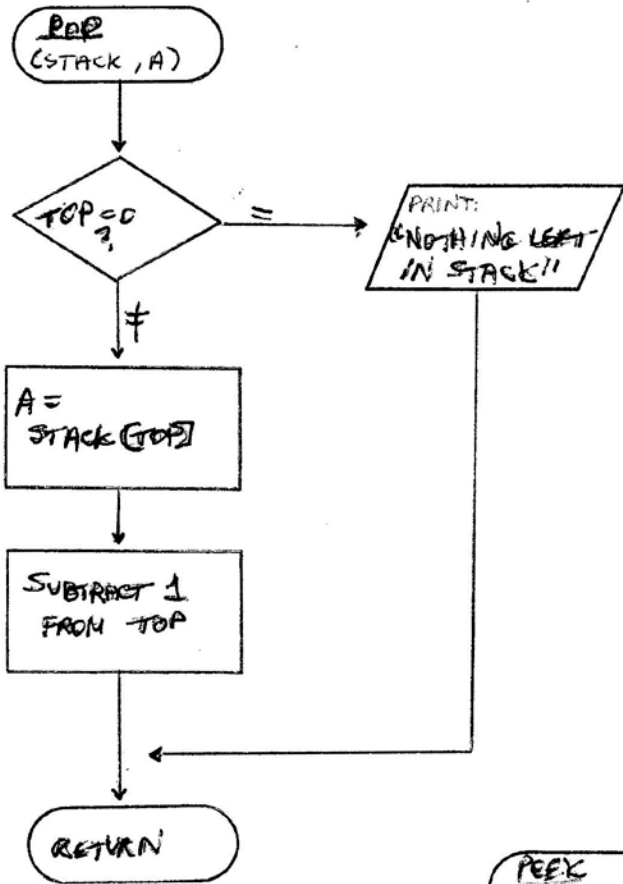 POP
(STACK, A)
TOP=0
?
=
PRINT:
"NOTHING LEFT
IN STACK"
≠
A=
STACK[TOP]
SUBTRACT 1
FROM TOP
RETURN
PEEK